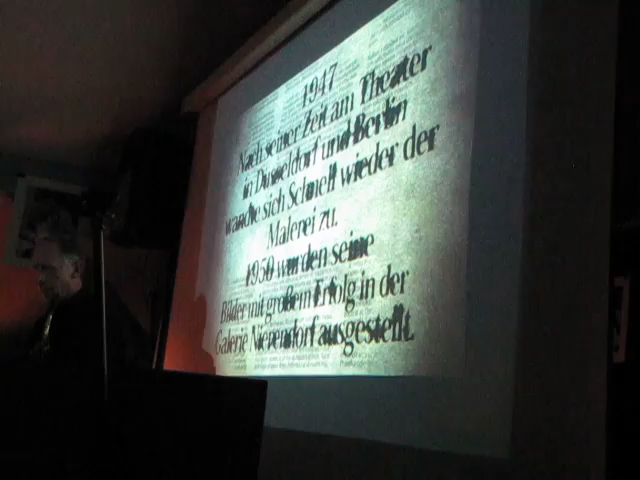 1947
Nach seiner Zeit am Theater
in Düsseldorf und Berlin
wandte sich Schnell wieder der
Malerei zu.
1950 wurden seine
Bilder mit großem Erfolg in der
Galerie Nierendorf ausgestellt.